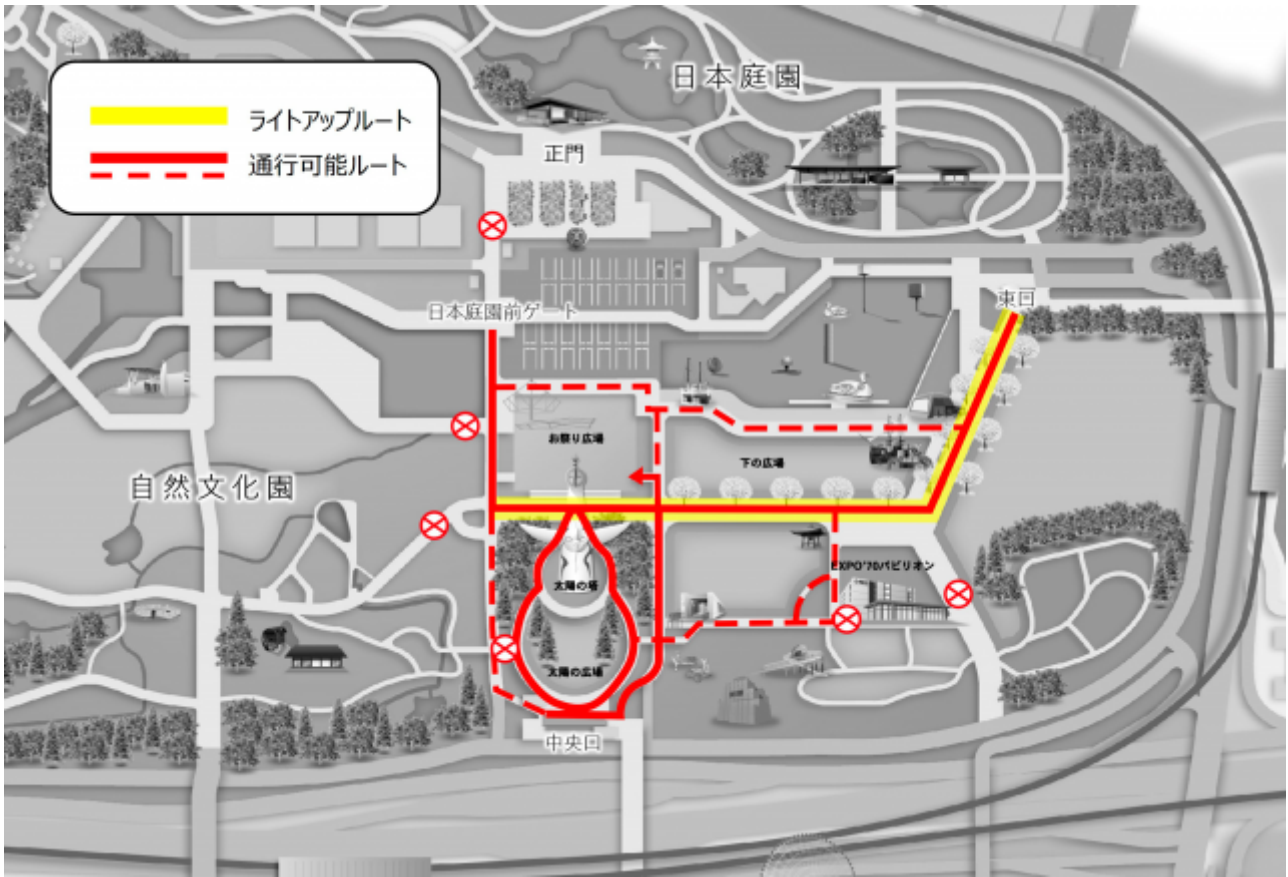 日本庭園
ライトアップルート
通行可能ルート
正門
東口
日本庭園前ゲート
お祭り広場
下の広場
自然文化園
EXPO'70パビリオン
太陽の塔
太陽の広場
中央口